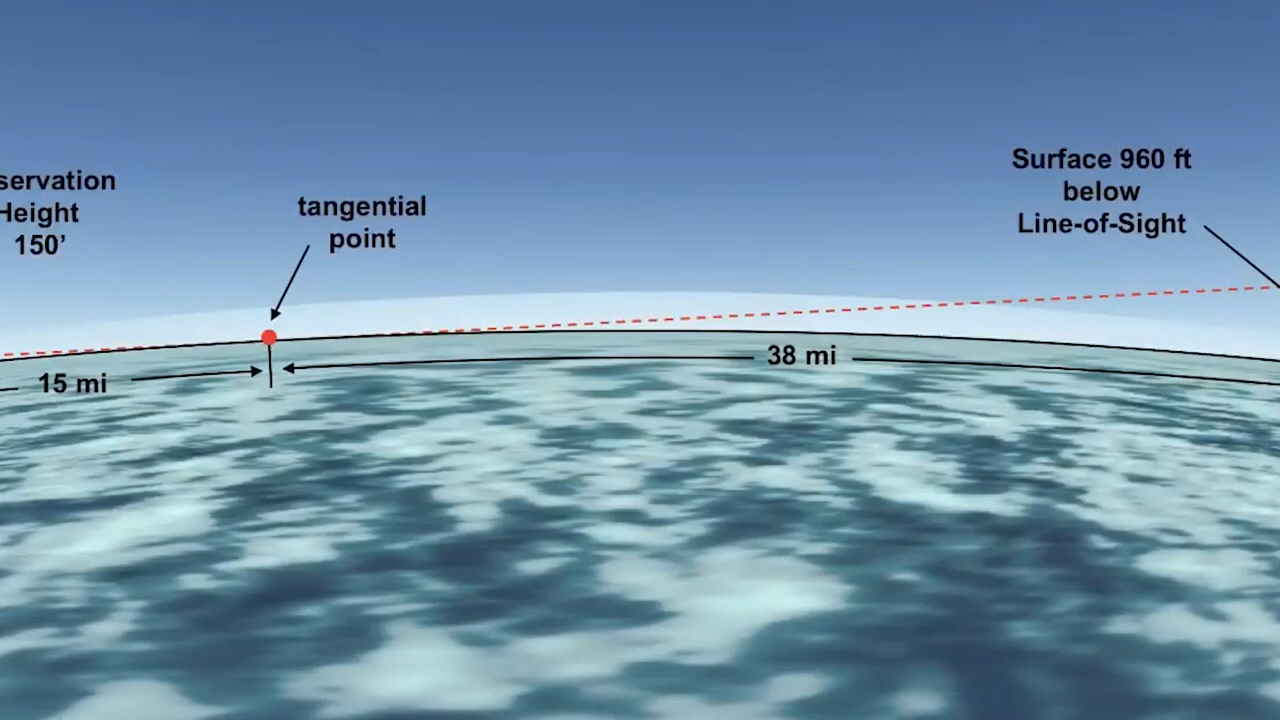 servation
Height
150’
tangential
point
Surface 960 ft
below
Line-of-Sight
15 mi
38 mi